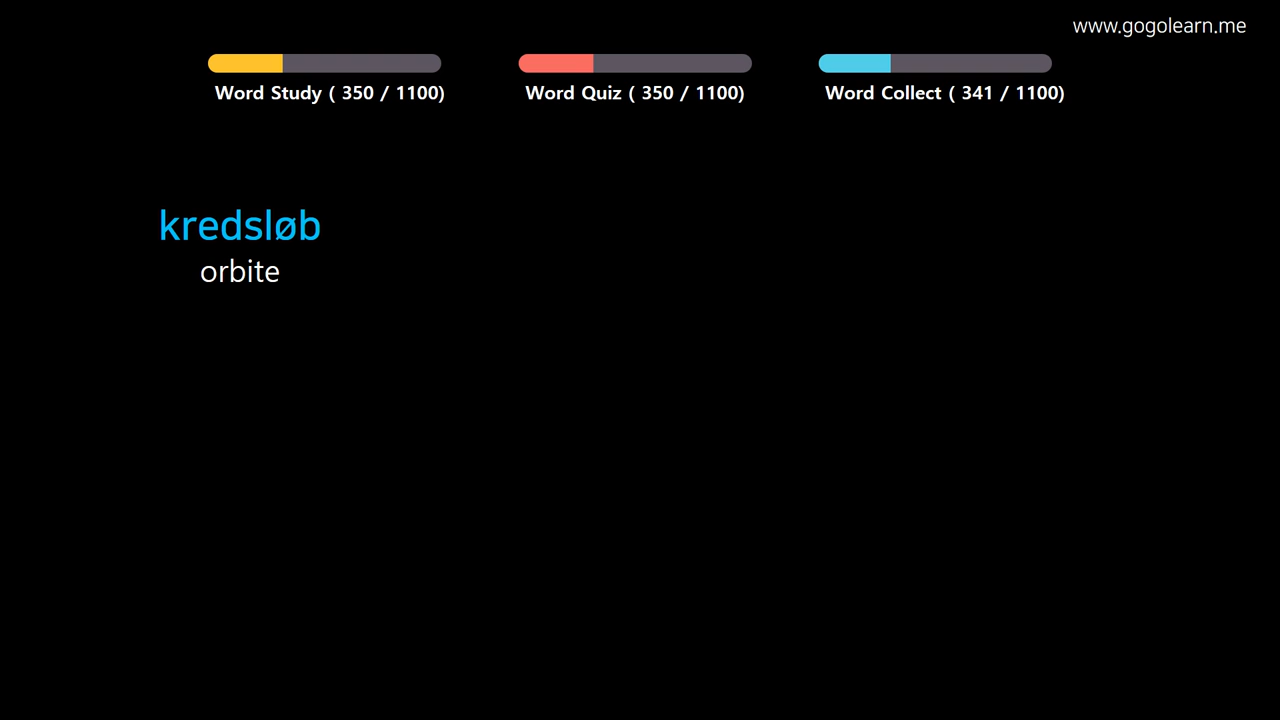 www.gogolearn.me
Word Study ( 350 / 1100)
Word Quiz ( 350 / 1100)
Word Collect ( 341 / 1100)
kredsløb
orbite